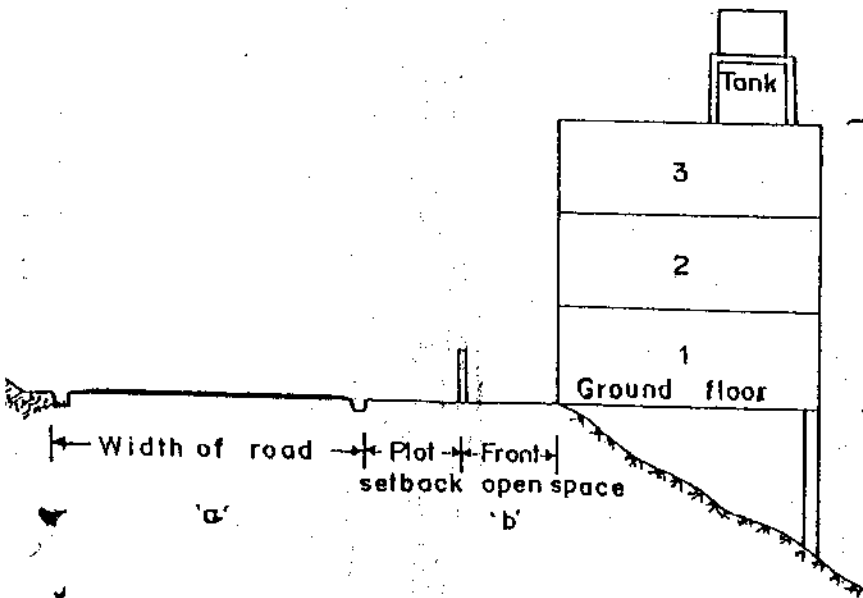 Tank
3
2
1
Ground floor
Width of road
Plot
Front
setback open space
'a'
'b'